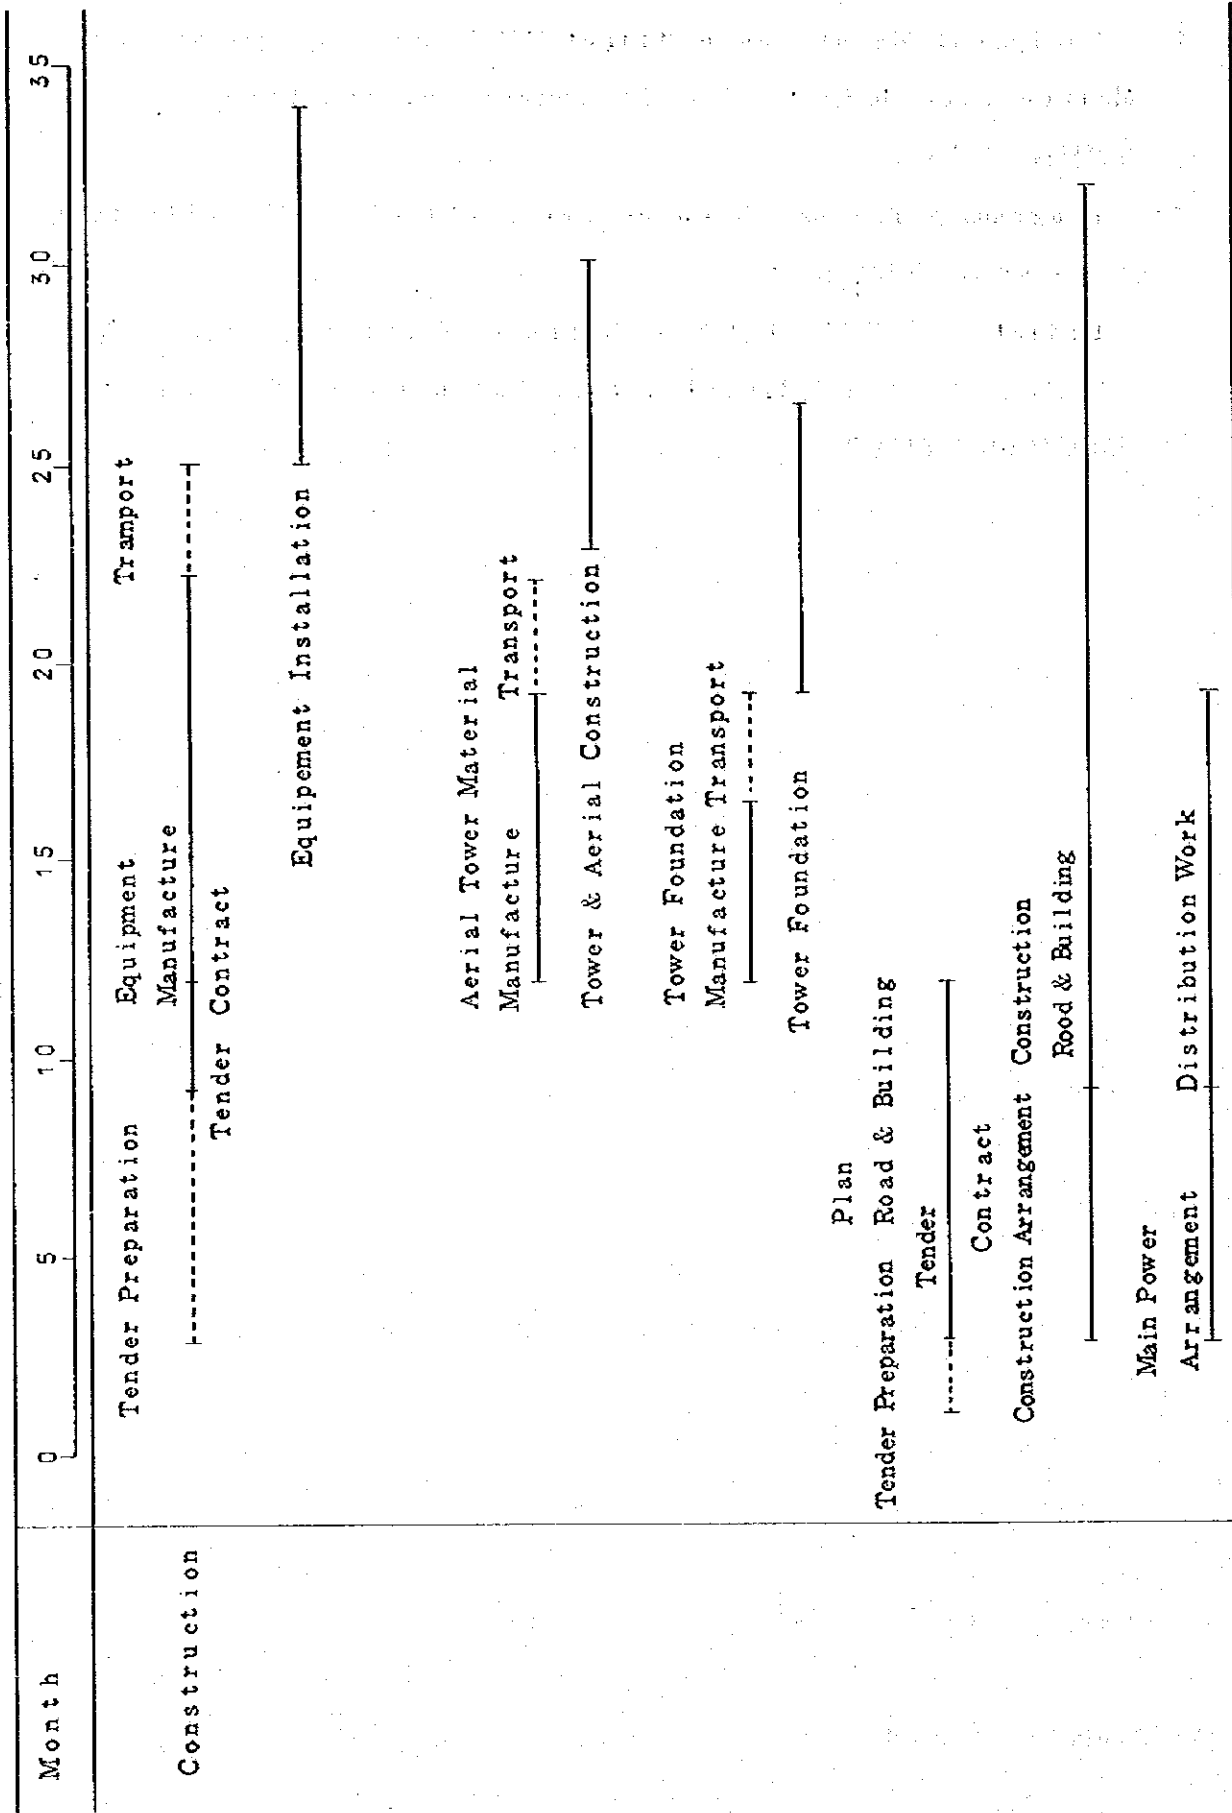 Month
0 5 10 15 20 25 30 35
Construction
Tender Preparation
Equipment
Manufacture
Tramport
Tender Contract
Equipement Installation
Aerial Tower Material
Manufacture Transport
Tower & Aerial Construction
Tower Foundation
Manufacture Transport
Tower Foundation
Plan
Tender Preparation Road & Building
Tender
Contract
Construction Arrangement Construction
Rood & Building
Main Power
Arrangement Distribution Work